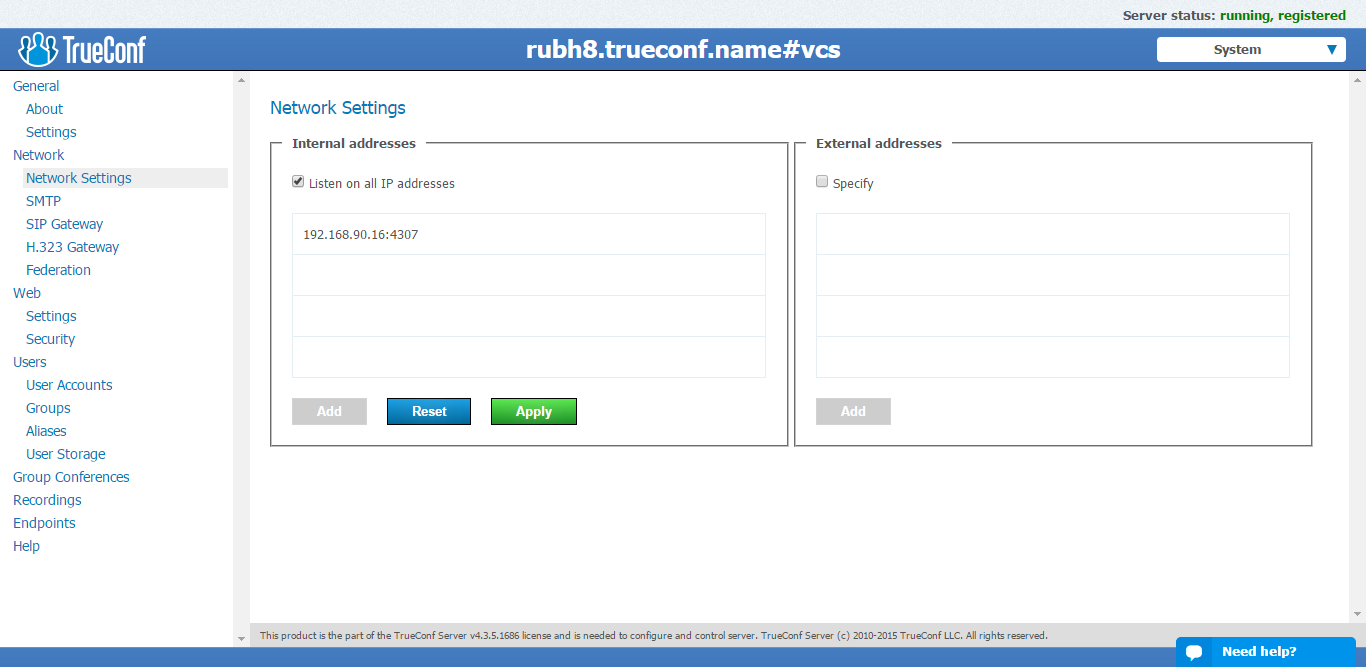 Server status: running, registered
TrueConf
rubh8.trueconf.name#vcs
System
General
About
Settings
Network
Network Settings
SMTP
SIP Gateway
H.323 Gateway
Federation
Web
Settings
Security
Users
User Accounts
Groups
Aliases
User Storage
Group Conferences
Recordings
Endpoints
Help
Network Settings
Internal addresses
Listen on all IP addresses
192.168.90.16:4307
Add
Reset
Apply
External addresses
Specify
Add
This product is the part of the TrueConf Server v4.3.5.1686 license and is needed to configure and control server. TrueConf Server (c) 2010-2015 TrueConf LLC. All rights reserved.
Need help?